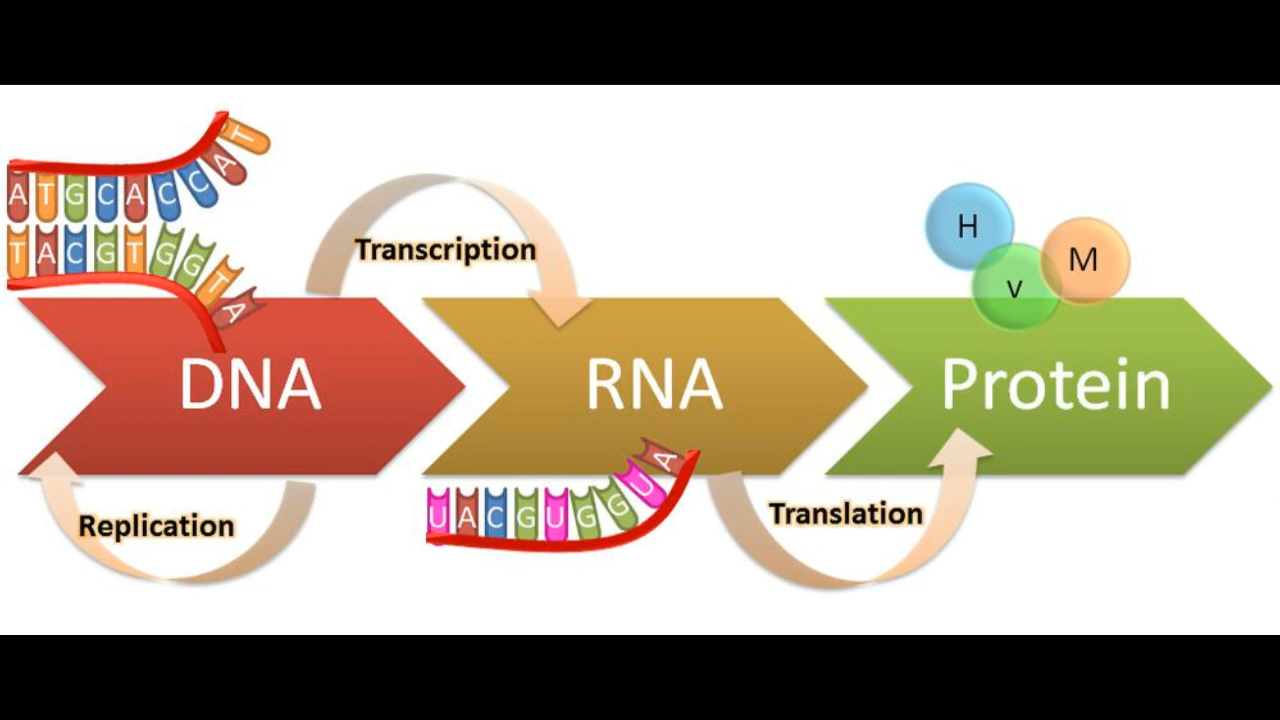 ATGCACCAT
TACGTGGTA
Transcription
H
V
M
DNA
RNA
Protein
Replication
UACGUGGUA
Translation